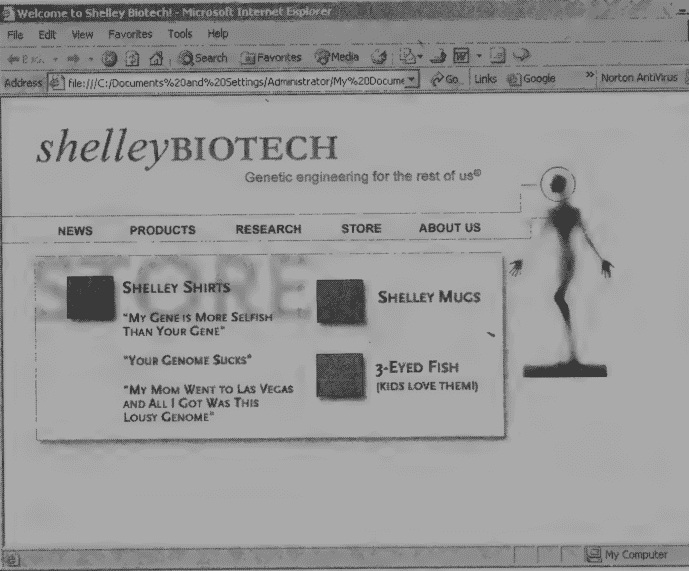 Welcome to Shelley Biotech! - Microsoft Internet Explorer
File Edit View Favorites Tools Help
Search Favorites Media
Address file:///C:/Documents%20and%20Settings/Administrator/My%20Docume Go Links Google » Norton AntiVirus
shelleyBIOTECH
Genetic engineering for the rest of us®
NEWS PRODUCTS RESEARCH STORE ABOUT US
STORE
SHELLEY SHIRTS
"MY GENE IS MORE SELFISH
THAN YOUR GENE"
"YOUR GENOME SUCKS"
"MY MOM WENT TO LAS VEGAS
AND ALL I GOT WAS THIS
LOUSY GENOME"
SHELLEY MUGS
3-EYED FISH
(KIDS LOVE THEM!)
My Computer